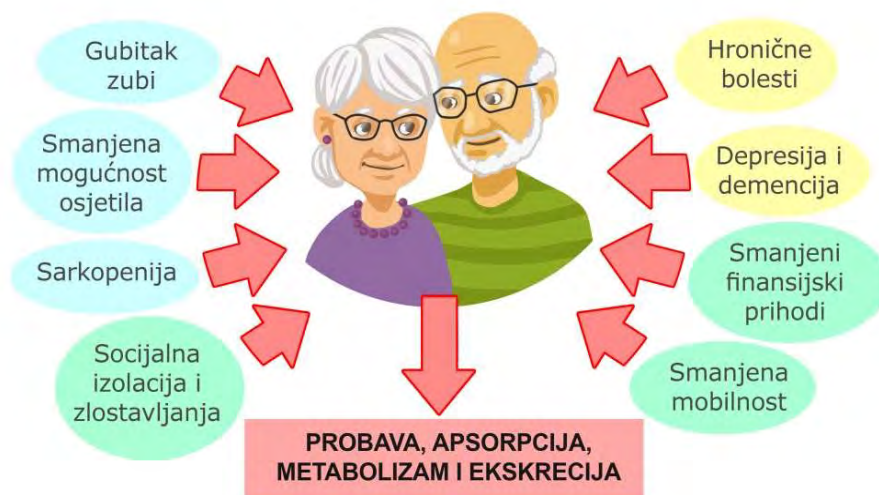 Gubitak
zubi
Smanjena
mogućnost
osjetila
Sarkopenija
Socijalna
izolacija i
zlostavljanja
Hronične
bolesti
Depresija i
demencija
Smanjeni
finansijski
prihodi
Smanjena
mobilnost
PROBAVA, APSORPCIJA,
METABOLIZAM I EKSKRECIJA